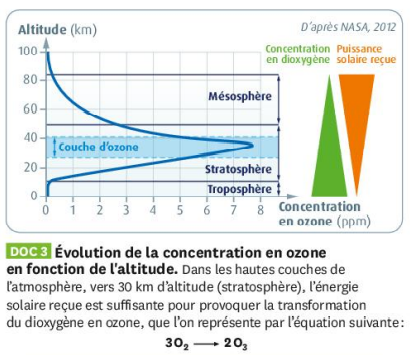 Altitude (km)
D'après NASA, 2012
Concentration en dioxygène
Puissance solaire reçue
100
80
60
40
20
0
Mésosphère
Couche d'ozone
Stratosphère
Troposphère
0 1 2 3 4 5 6 7 8
Concentration
en ozone (ppm)
DOC 3 Évolution de la concentration en ozone
en fonction de l'altitude. Dans les hautes couches de
l'atmosphère, vers 30 km d'altitude (stratosphère), l'énergie
solaire reçue est suffisante pour provoquer la transformation
du dioxygène en ozone, que l'on représente par l'équation suivante :
3O₂ → 2O₃